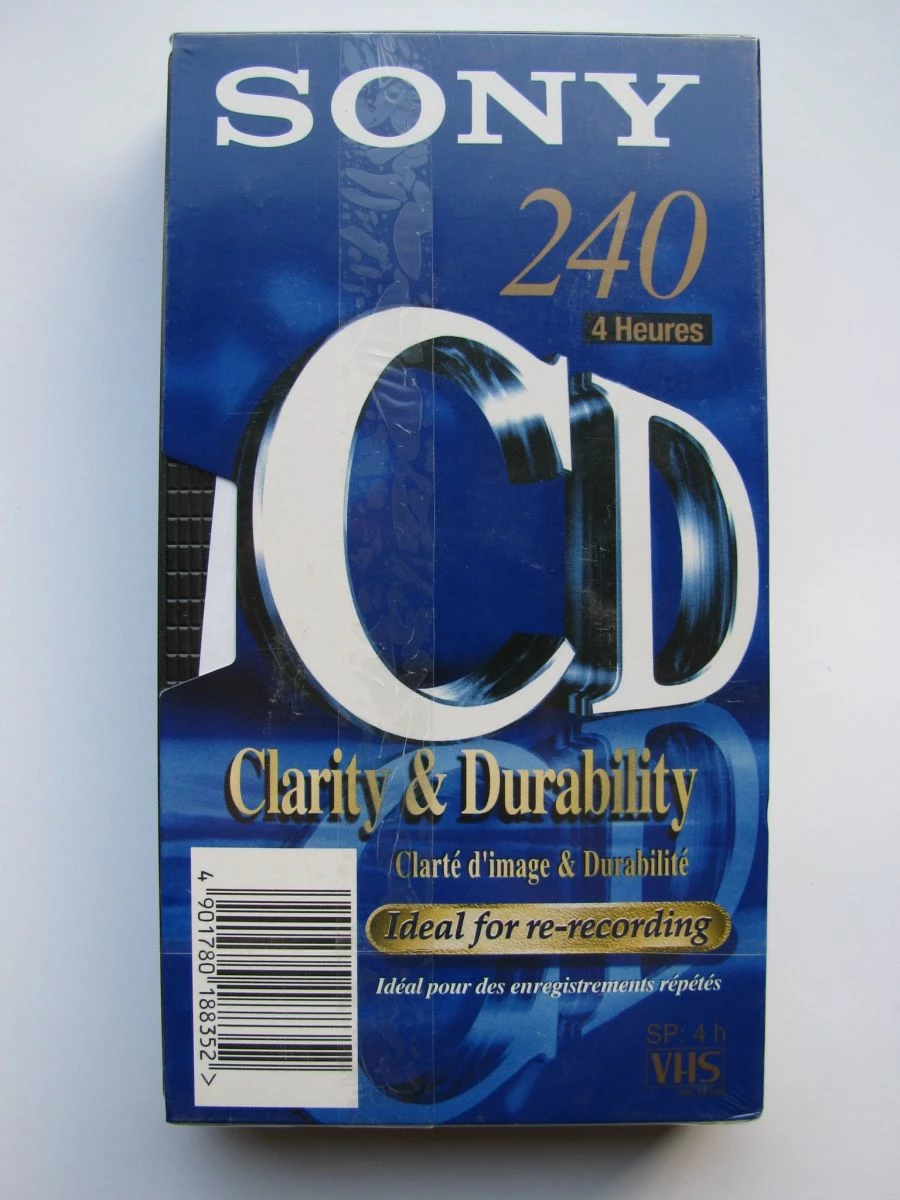 SONY
240
4 Heures
CD
Clarity & Durability
Clarté d'image & Durabilité
Ideal for re-recording
Idéal pour des enregistrements répétés
SP: 4 h
VHS
4 901780 188352 >